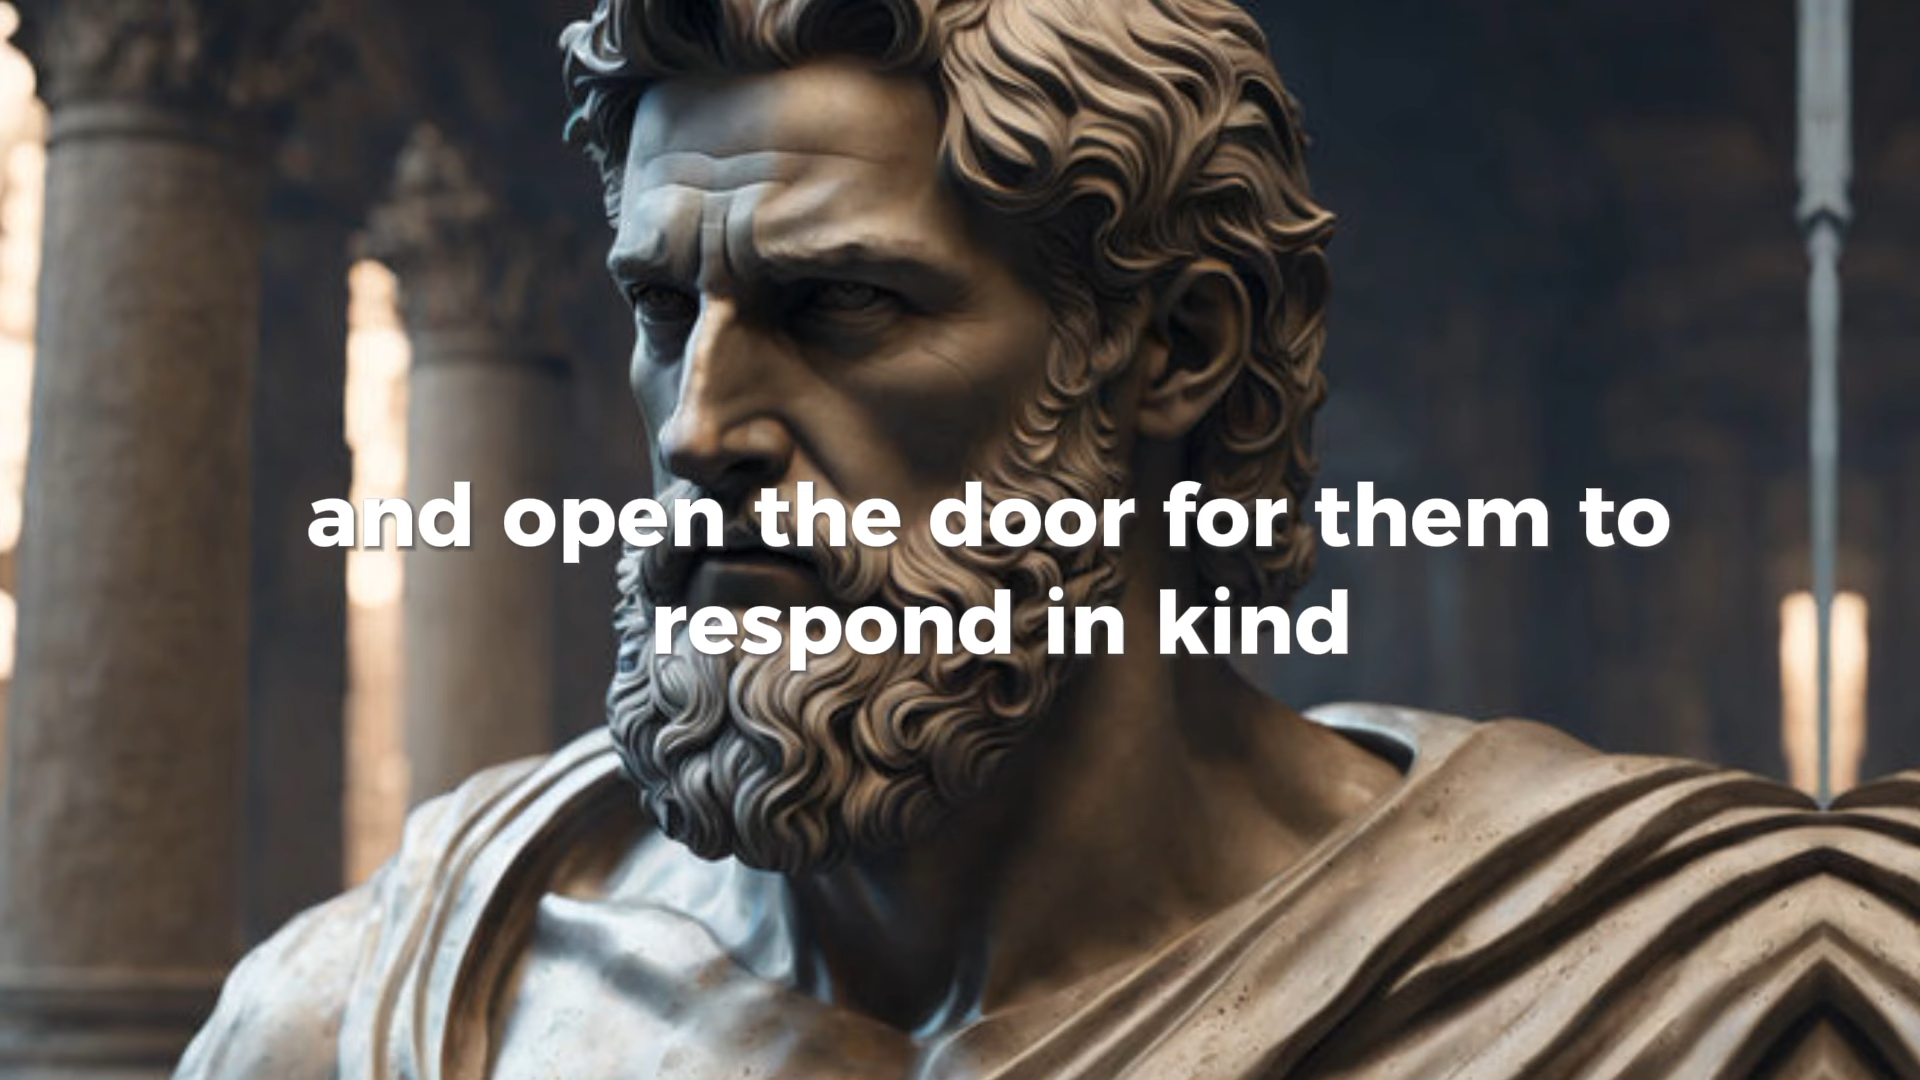 and open the door for them to
respond in kind